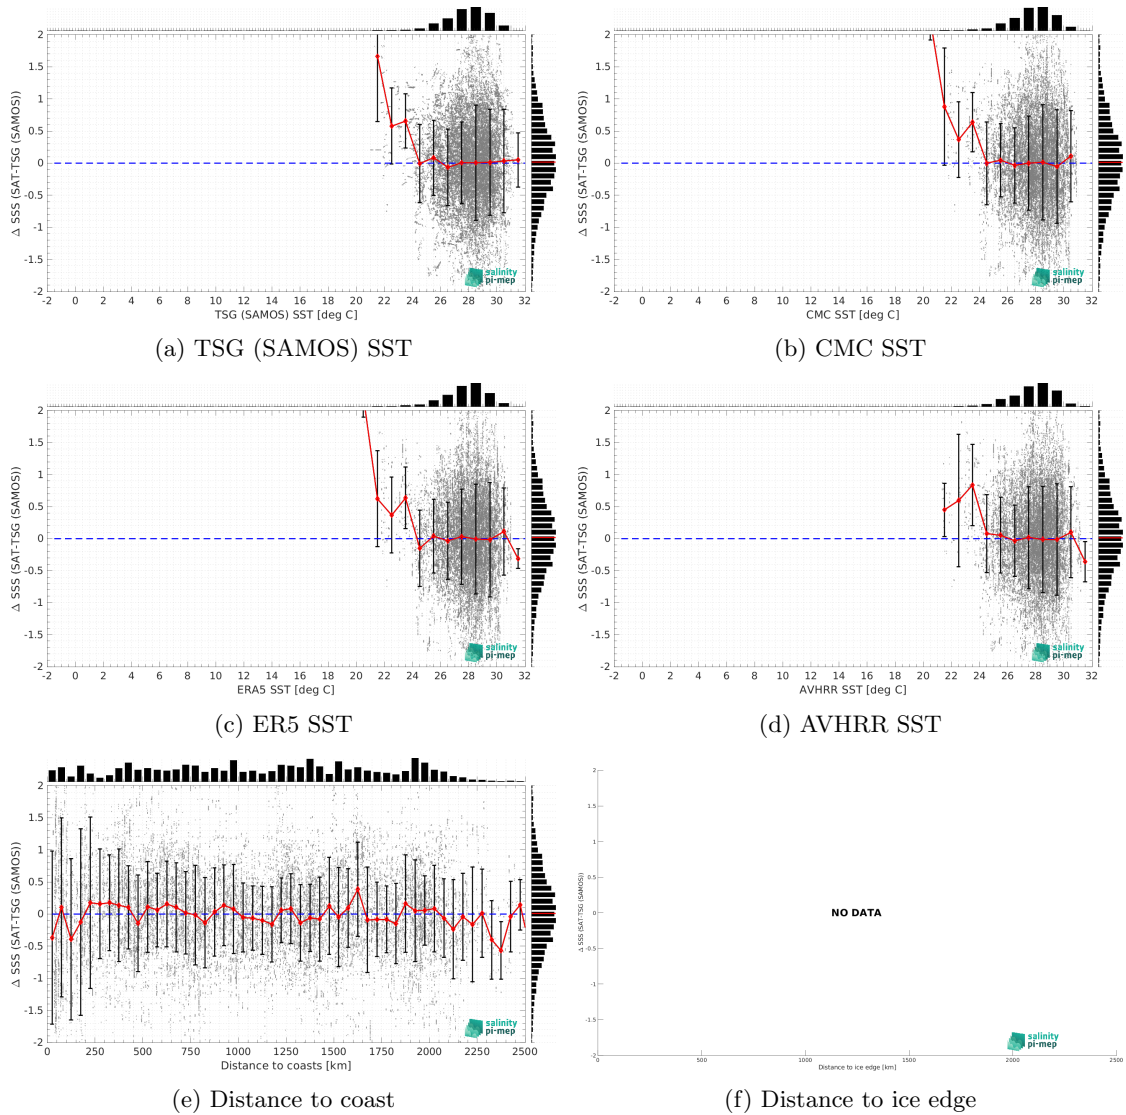 Δ SSS (SAT-TSG (SAMOS))
2
1.5
1
0.5
0
-0.5
-1
-1.5
-2
-2 0 2 4 6 8 10 12 14 16 18 20 22 24 26 28 30 32
TSG (SAMOS) SST [deg C]
salinity
pi-mep
(a) TSG (SAMOS) SST
Δ SSS (SAT-TSG (SAMOS))
2
1.5
1
0.5
0
-0.5
-1
-1.5
-2
-2 0 2 4 6 8 10 12 14 16 18 20 22 24 26 28 30 32
CMC SST [deg C]
salinity
pi-mep
(b) CMC SST
Δ SSS (SAT-TSG (SAMOS))
2
1.5
1
0.5
0
-0.5
-1
-1.5
-2
-2 0 2 4 6 8 10 12 14 16 18 20 22 24 26 28 30 32
ERA5 SST [deg C]
salinity
pi-mep
(c) ER5 SST
Δ SSS (SAT-TSG (SAMOS))
2
1.5
1
0.5
0
-0.5
-1
-1.5
-2
-2 0 2 4 6 8 10 12 14 16 18 20 22 24 26 28 30 32
AVHRR SST [deg C]
salinity
pi-mep
(d) AVHRR SST
Δ SSS (SAT-TSG (SAMOS))
2
1.5
1
0.5
0
-0.5
-1
-1.5
-2
0 250 500 750 1000 1250 1500 1750 2000 2250 2500
Distance to coasts [km]
salinity
pi-mep
(e) Distance to coast
Δ SSS (SAT-TSG (SAMOS))
2
1.5
1
0.5
0
-0.5
-1
-1.5
-2
NO DATA
0 500 1000 1500 2000 2500
Distance to ice edge [km]
salinity
pi-mep
(f) Distance to ice edge